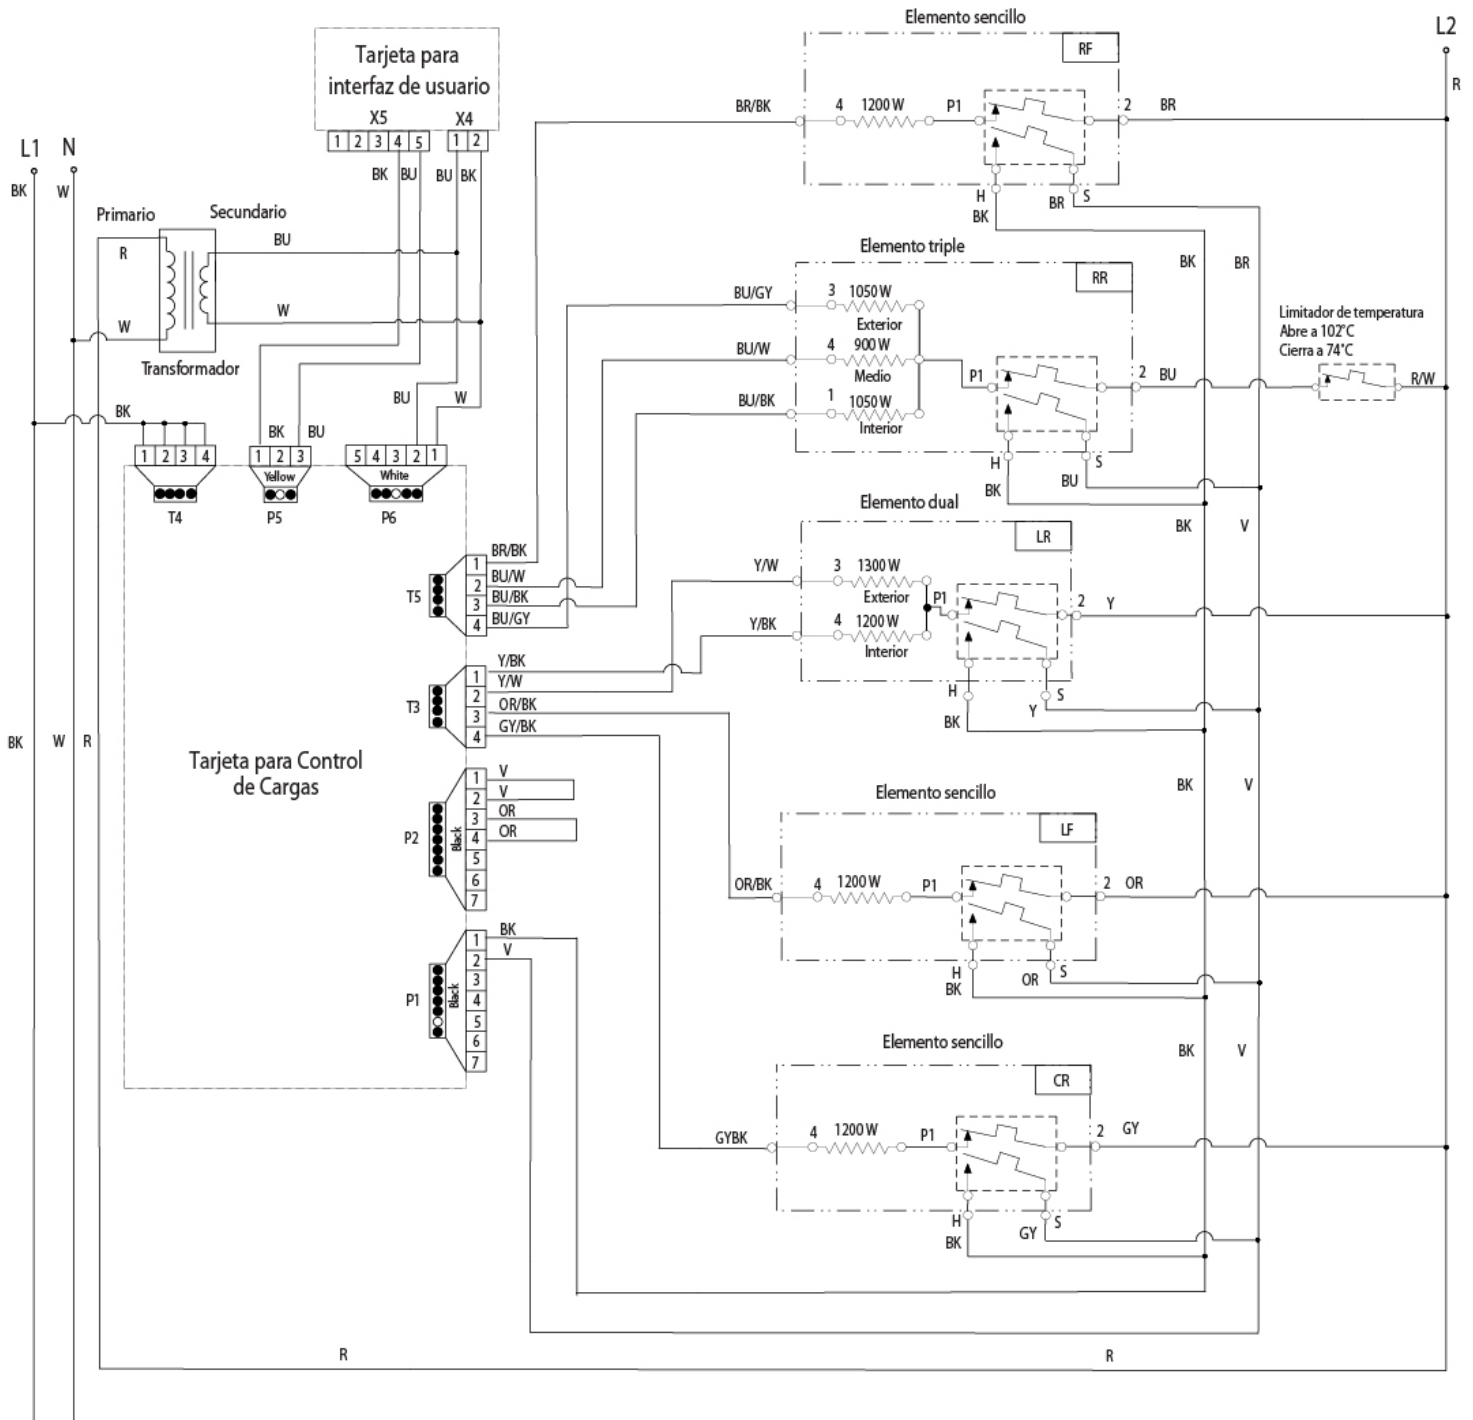 Elemento sencillo
L2
RF
R
Tarjeta para
interfaz de usuario
X5
X4
1 2 3 4 5
1 2
BK
BU
BU
BK
BR/BK
4
1200 W
P1
2
BR
H
BK
BR
S
L1
N
BK
W
Primario
Secundario
R
BU
W
W
Transformador
BK
BR
Elemento triple
RR
BU/GY
3
1050 W
Exterior
BU/W
4
900 W
Medio
P1
2
BU
BU/BK
1
1050 W
Interior
H
BK
BU
S
Limitador de temperatura
Abre a 102°C
Cierra a 74°C
R/W
BU
W
BK
BK
BU
1 2 3 4
1 2 3
5 4 3 2 1
Yellow
White
T4
P5
P6
BK
V
Elemento dual
LR
Y/W
3
1300 W
Exterior
P1
2
Y
Y/BK
4
1200 W
Interior
H
BK
Y
S
T5
1
BR/BK
2
BU/W
3
BU/BK
4
BU/GY
T3
1
Y/BK
2
Y/W
3
OR/BK
4
GY/BK
BK
W
R
Tarjeta para Control
de Cargas
P2
Black
1
V
2
V
3
OR
4
OR
5
6
7
BK
V
Elemento sencillo
LF
OR/BK
4
1200 W
P1
2
OR
H
BK
OR
S
P1
Black
1
BK
2
V
3
4
5
6
7
BK
V
Elemento sencillo
CR
GYBK
4
1200 W
P1
2
GY
H
BK
GY
S
R
R